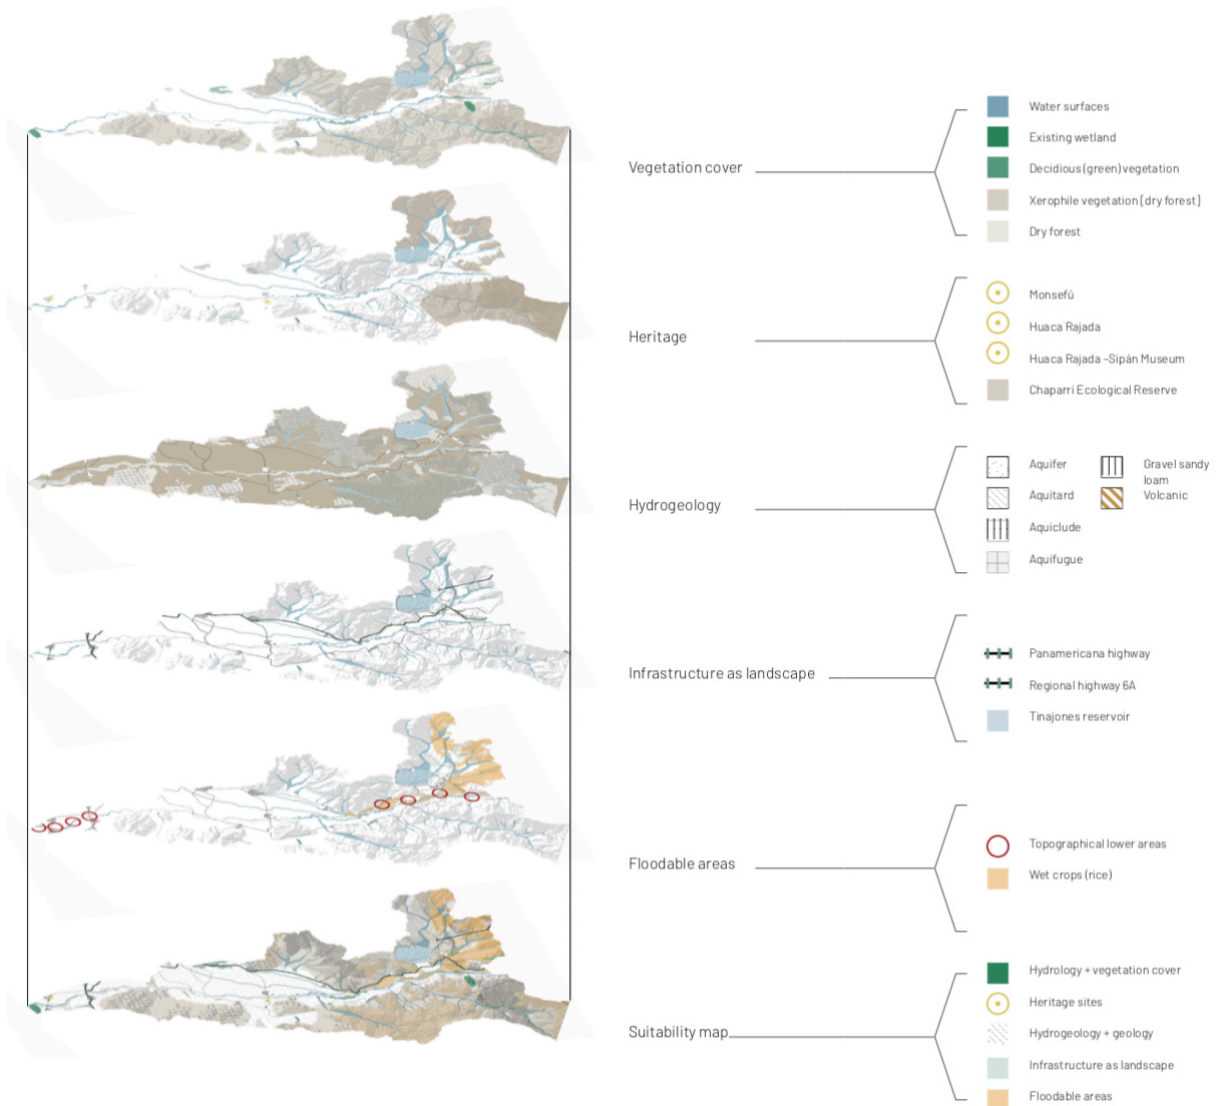 Vegetation cover
Water surfaces
Existing wetland
Decidious (green) vegetation
Xerophile vegetation [dry forest]
Dry forest
Heritage
Monsefù
Huaca Rajada
Huaca Rajada -Sipán Museum
Chaparri Ecological Reserve
Hydrogeology
Aquifer
Gravel sandy
loam
Aquitard
Volcanic
Aquiclude
Aquifugue
Infrastructure as landscape
Panamericana highway
Regional highway 6A
Tinajones reservoir
Floodable areas
Topographical lower areas
Wet crops (rice)
Suitability map
Hydrology + vegetation cover
Heritage sites
Hydrogeology + geology
Infrastructure as landscape
Floodable areas